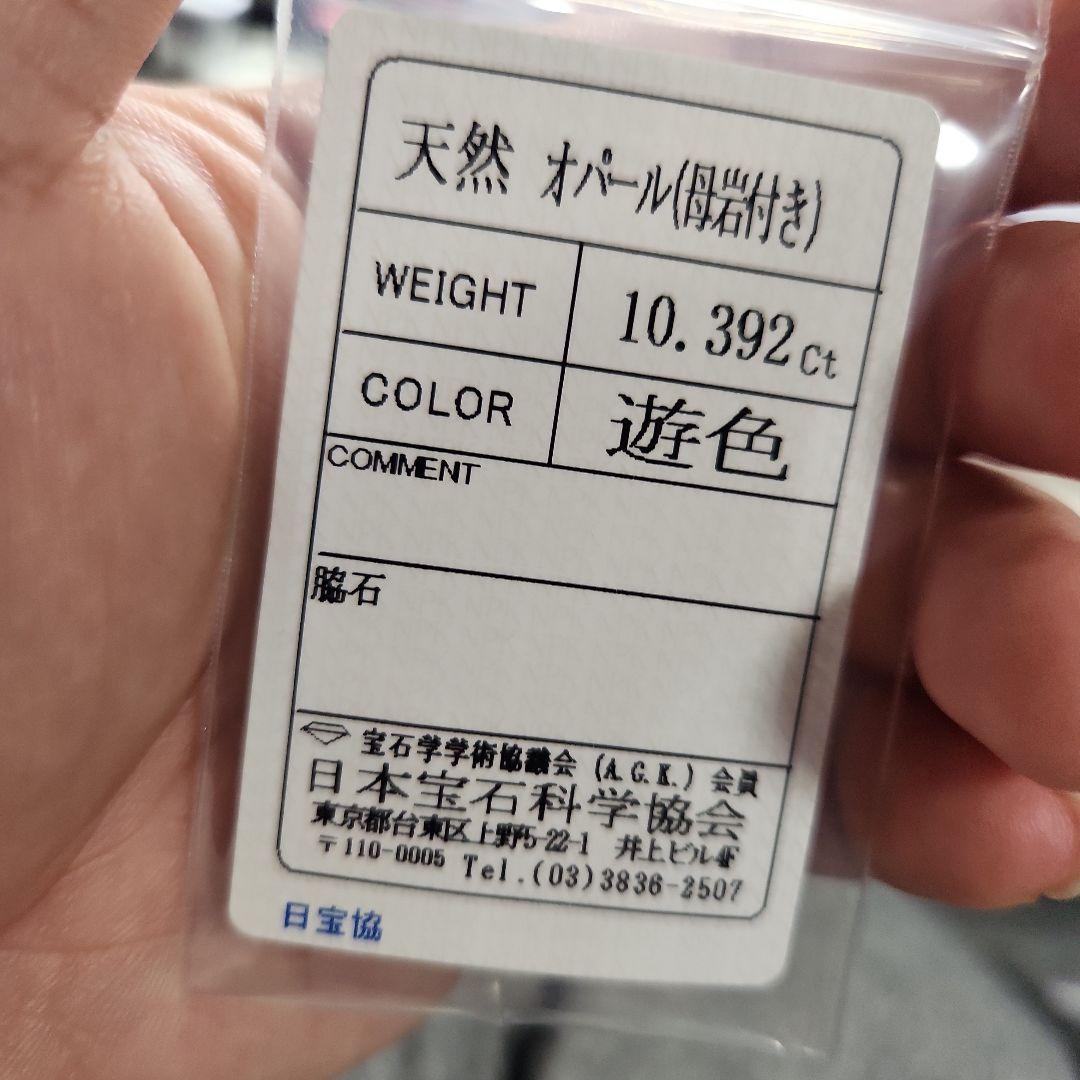 天然 オパール(母岩付き)
WEIGHT 10.392ct
COLOR 遊色
COMMENT
脇石
宝石学学術協議会 (A.G.K.) 会員
日本宝石科学協会
東京都台東区上野5-22-1 井上ビル4F
〒110-0005 Tel.(03)3836-2507
日宝協